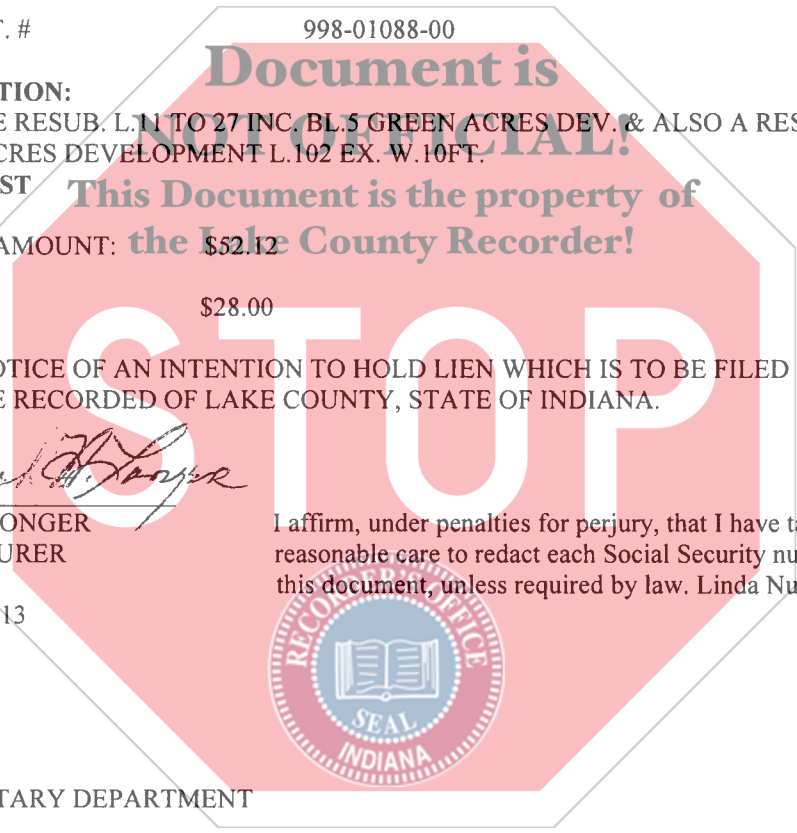 T. # 998-01088-00
Document is
TION:
E RESUB. L.11 TO 27 INC. BL.5 GREEN ACRES DEV. & ALSO A RES
NOT OFFICIAL!
CRES DEVELOPMENT L.102 EX. W.10FT.
ST
This Document is the property of
AMOUNT: $52.12
the Lake County Recorder!
$28.00
STOP
OTICE OF AN INTENTION TO HOLD LIEN WHICH IS TO BE FILED
E RECORDED OF LAKE COUNTY, STATE OF INDIANA.
ONGER
URER
I affirm, under penalties for perjury, that I have ta
reasonable care to redact each Social Security nu
this document, unless required by law. Linda Nu
13
RECORDER'S OFFICE
SEAL
INDIANA
TARY DEPARTMENT